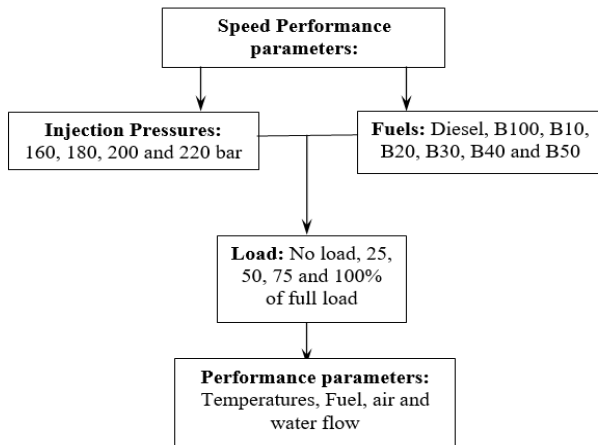 Speed Performance
parameters:
Injection Pressures:
160, 180, 200 and 220 bar
Fuels: Diesel, B100, B10,
B20, B30, B40 and B50
Load: No load, 25,
50, 75 and 100%
of full load
Performance parameters:
Temperatures, Fuel, air and
water flow